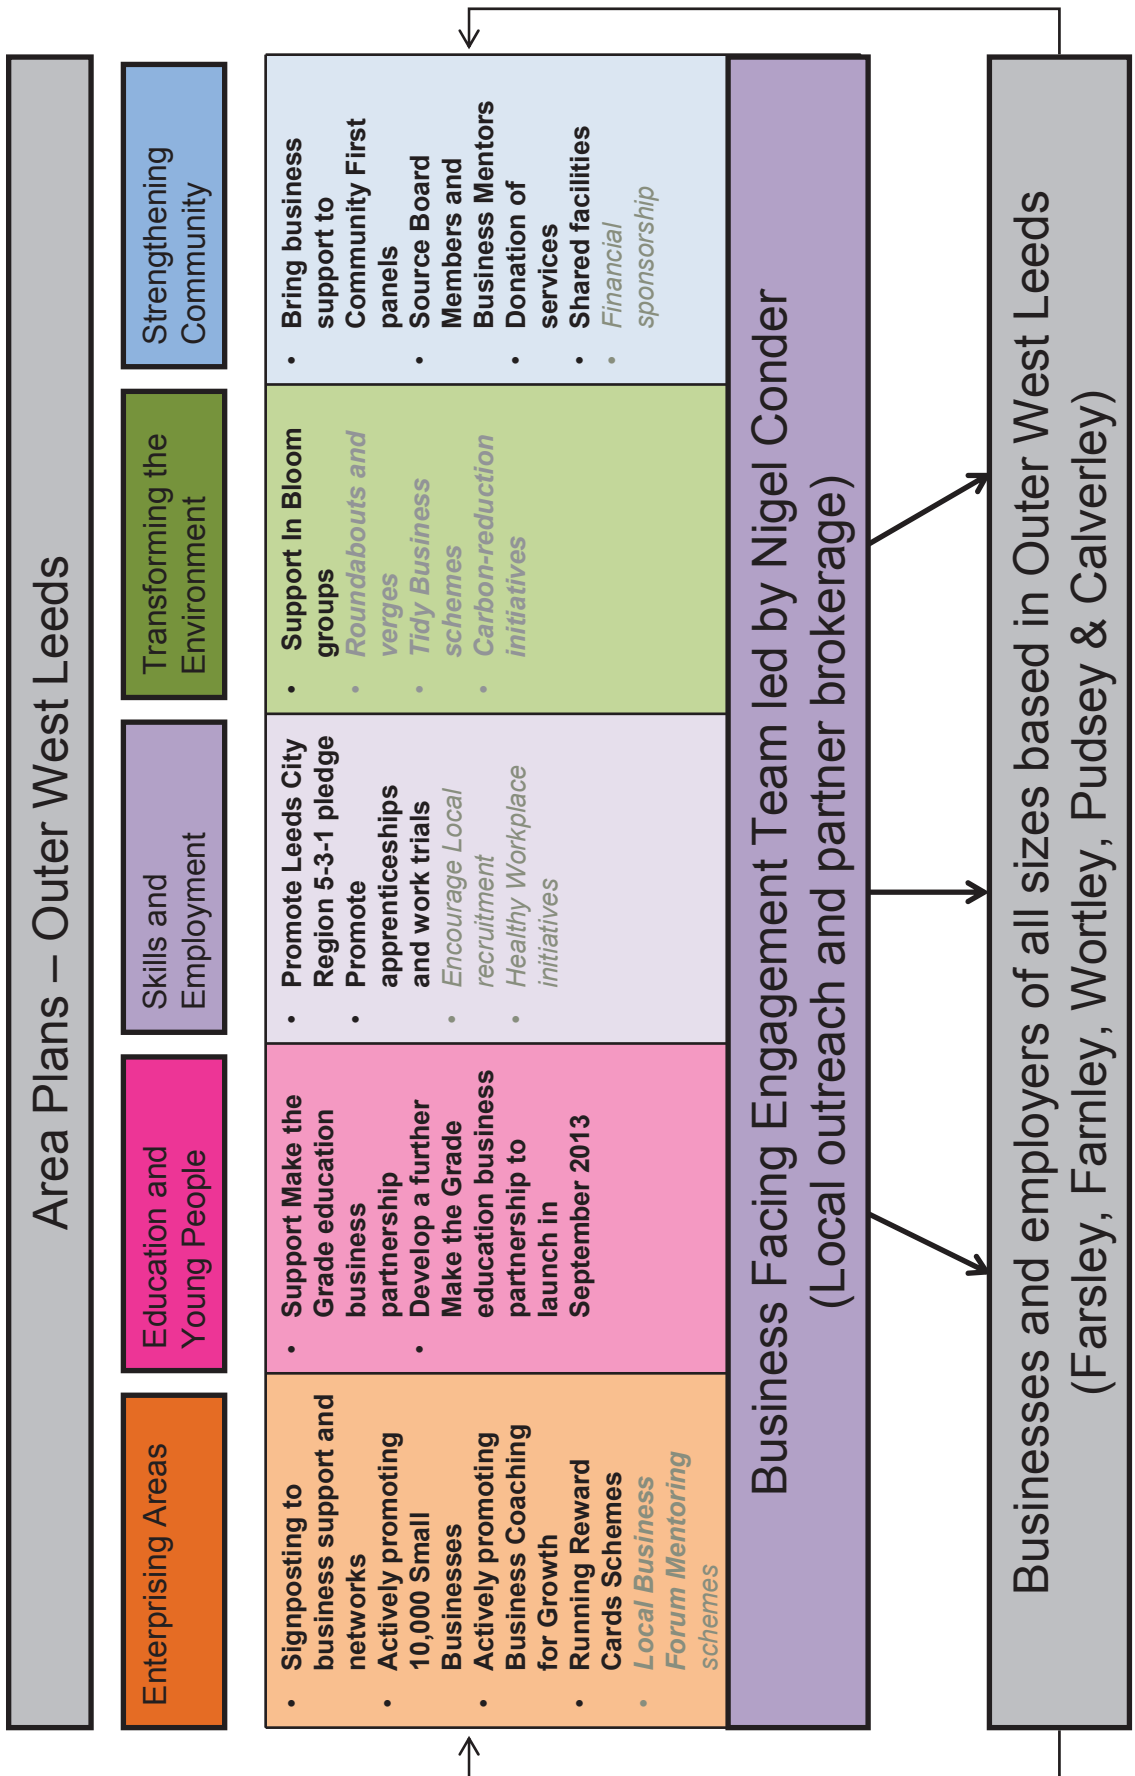 Area Plans – Outer West Leeds
Enterprising Areas
Education and
Young People
Skills and
Employment
Transforming the
Environment
Strengthening
Community
• Signposting to
business support and
networks
• Actively promoting
10,000 Small
Businesses
• Actively promoting
Business Coaching
for Growth
• Running Reward
Cards Schemes
• Local Business
Forum Mentoring
schemes
• Support Make the
Grade education
business
partnership
• Develop a further
Make the Grade
education business
partnership to
launch in
September 2013
• Promote Leeds City
Region 5-3-1 pledge
• Promote
apprenticeships
and work trials
• Encourage Local
recruitment
• Healthy Workplace
initiatives
• Support In Bloom
groups
• Roundabouts and
verges
• Tidy Business
schemes
• Carbon-reduction
initiatives
• Bring business
support to
Community First
panels
• Source Board
Members and
Business Mentors
• Donation of
services
• Shared facilities
• Financial
sponsorship
Business Facing Engagement Team led by Nigel Conder
(Local outreach and partner brokerage)
Businesses and employers of all sizes based in Outer West Leeds
(Farsley, Farnley, Wortley, Pudsey & Calverley)